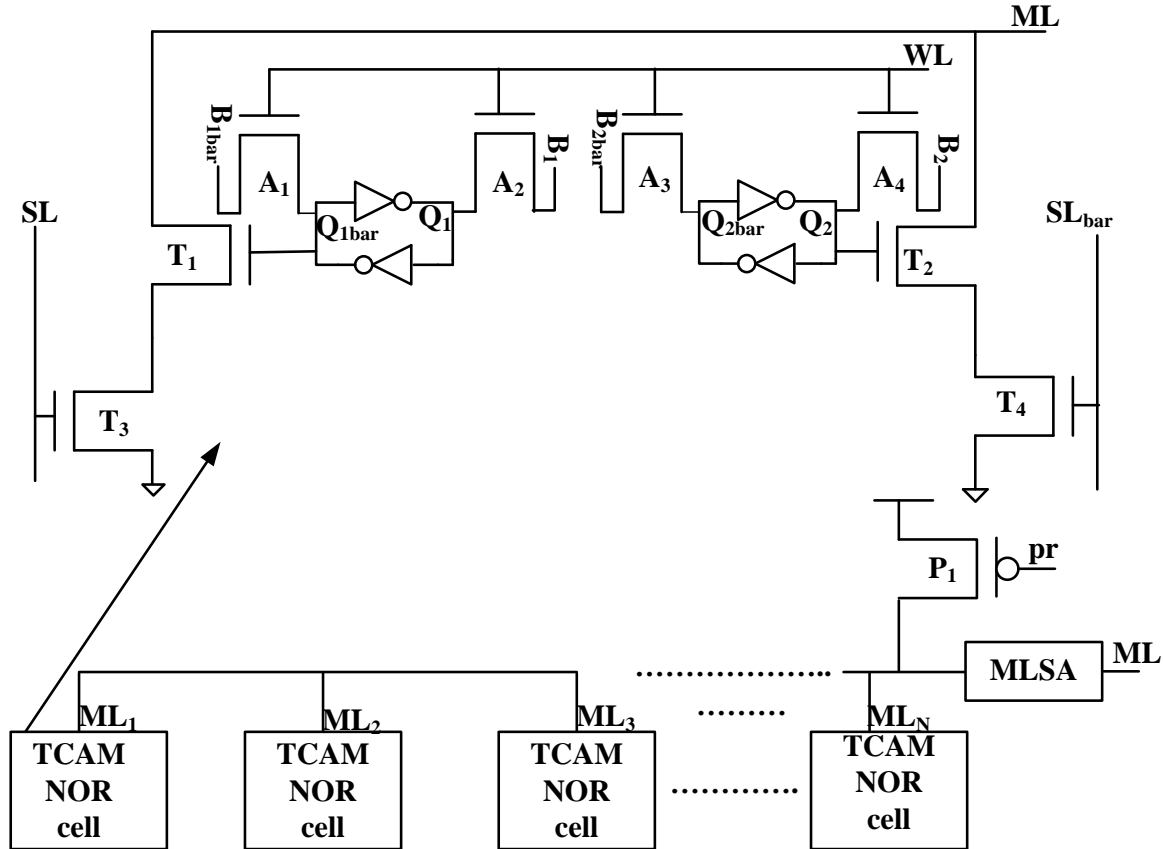 ML
WL
B1bar
B1
B2bar
B2
A1
A2
A3
A4
SL
Q1bar
Q1
Q2bar
Q2
SLbar
T1
T2
T3
T4
P1
pr
........................
MLSA
ML
ML1
ML2
ML3
.........
MLN
TCAM
NOR
cell
TCAM
NOR
cell
TCAM
NOR
cell
.............
TCAM
NOR
cell